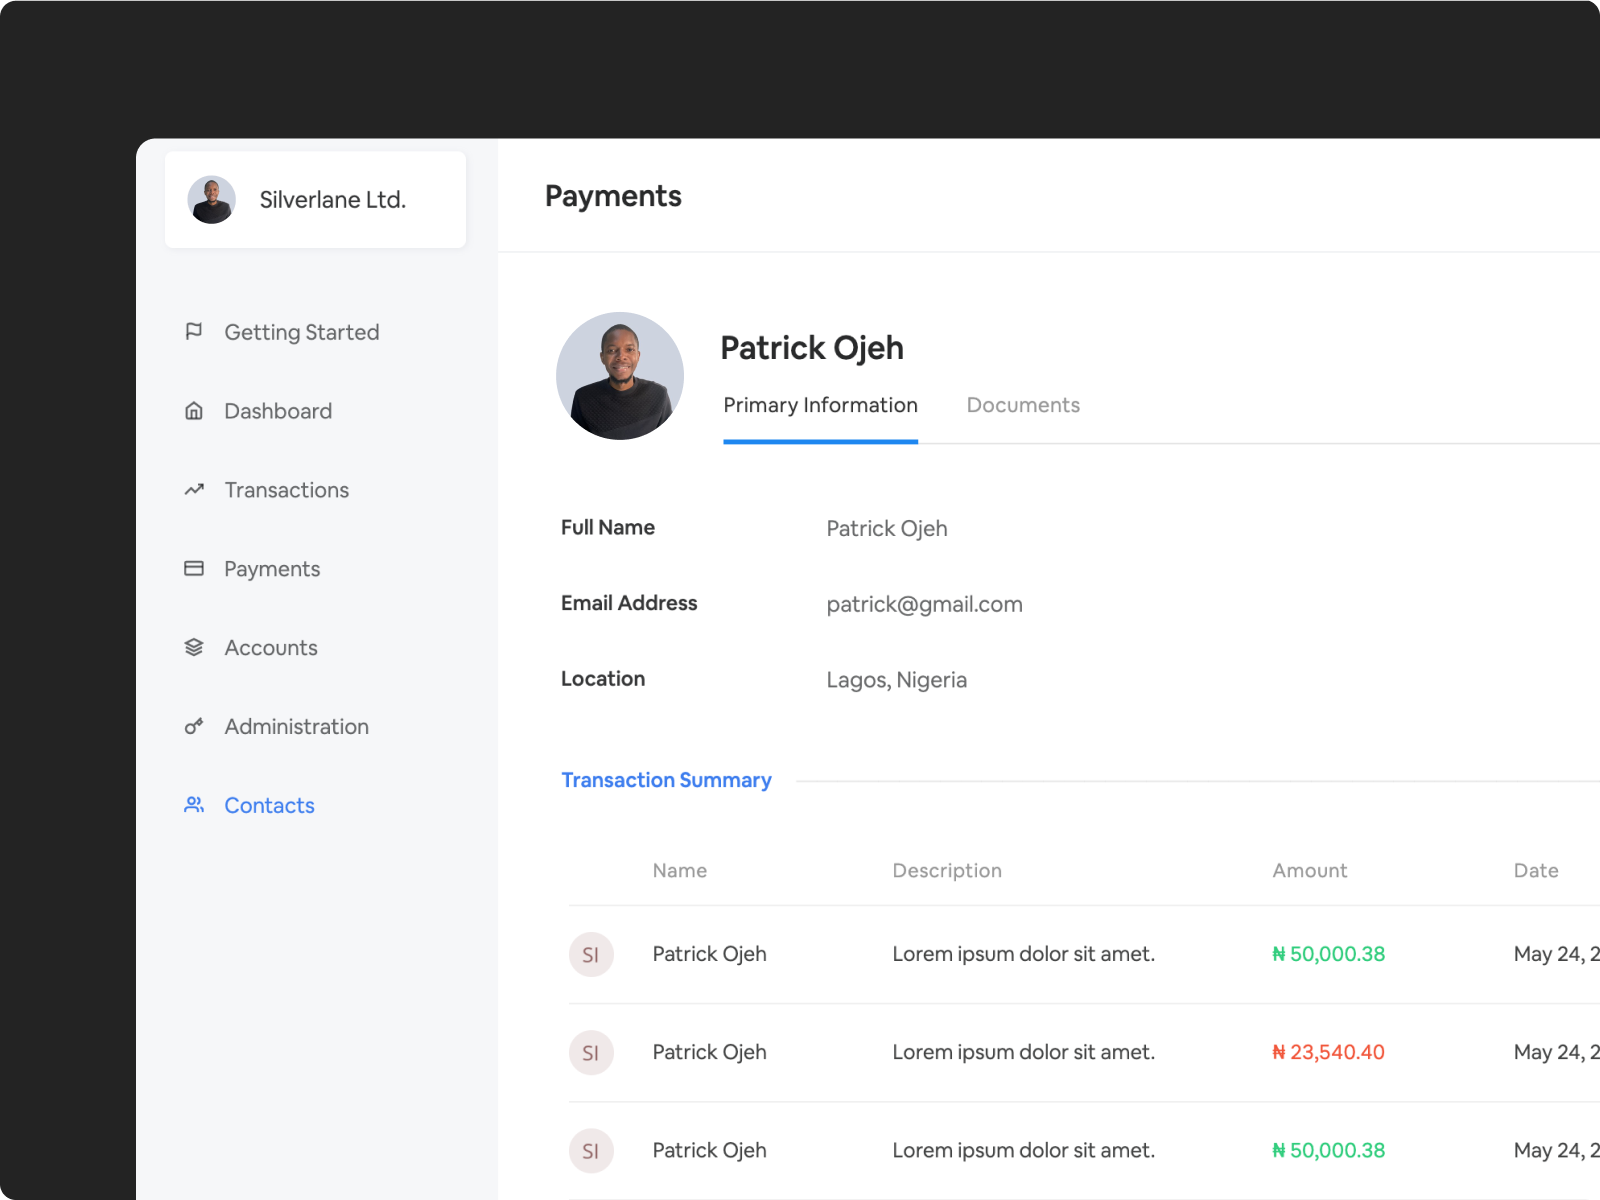 Silverlane Ltd.
Payments
Getting Started
Dashboard
Transactions
Payments
Accounts
Administration
Contacts
Patrick Ojeh
Primary Information Documents
Full Name Patrick Ojeh
Email Address patrick@gmail.com
Location Lagos, Nigeria
Transaction Summary
Name Description Amount Date
SI Patrick Ojeh Lorem ipsum dolor sit amet. ₦ 50,000.38 May 24, 2
SI Patrick Ojeh Lorem ipsum dolor sit amet. ₦ 23,540.40 May 24, 2
SI Patrick Ojeh Lorem ipsum dolor sit amet. ₦ 50,000.38 May 24, 2